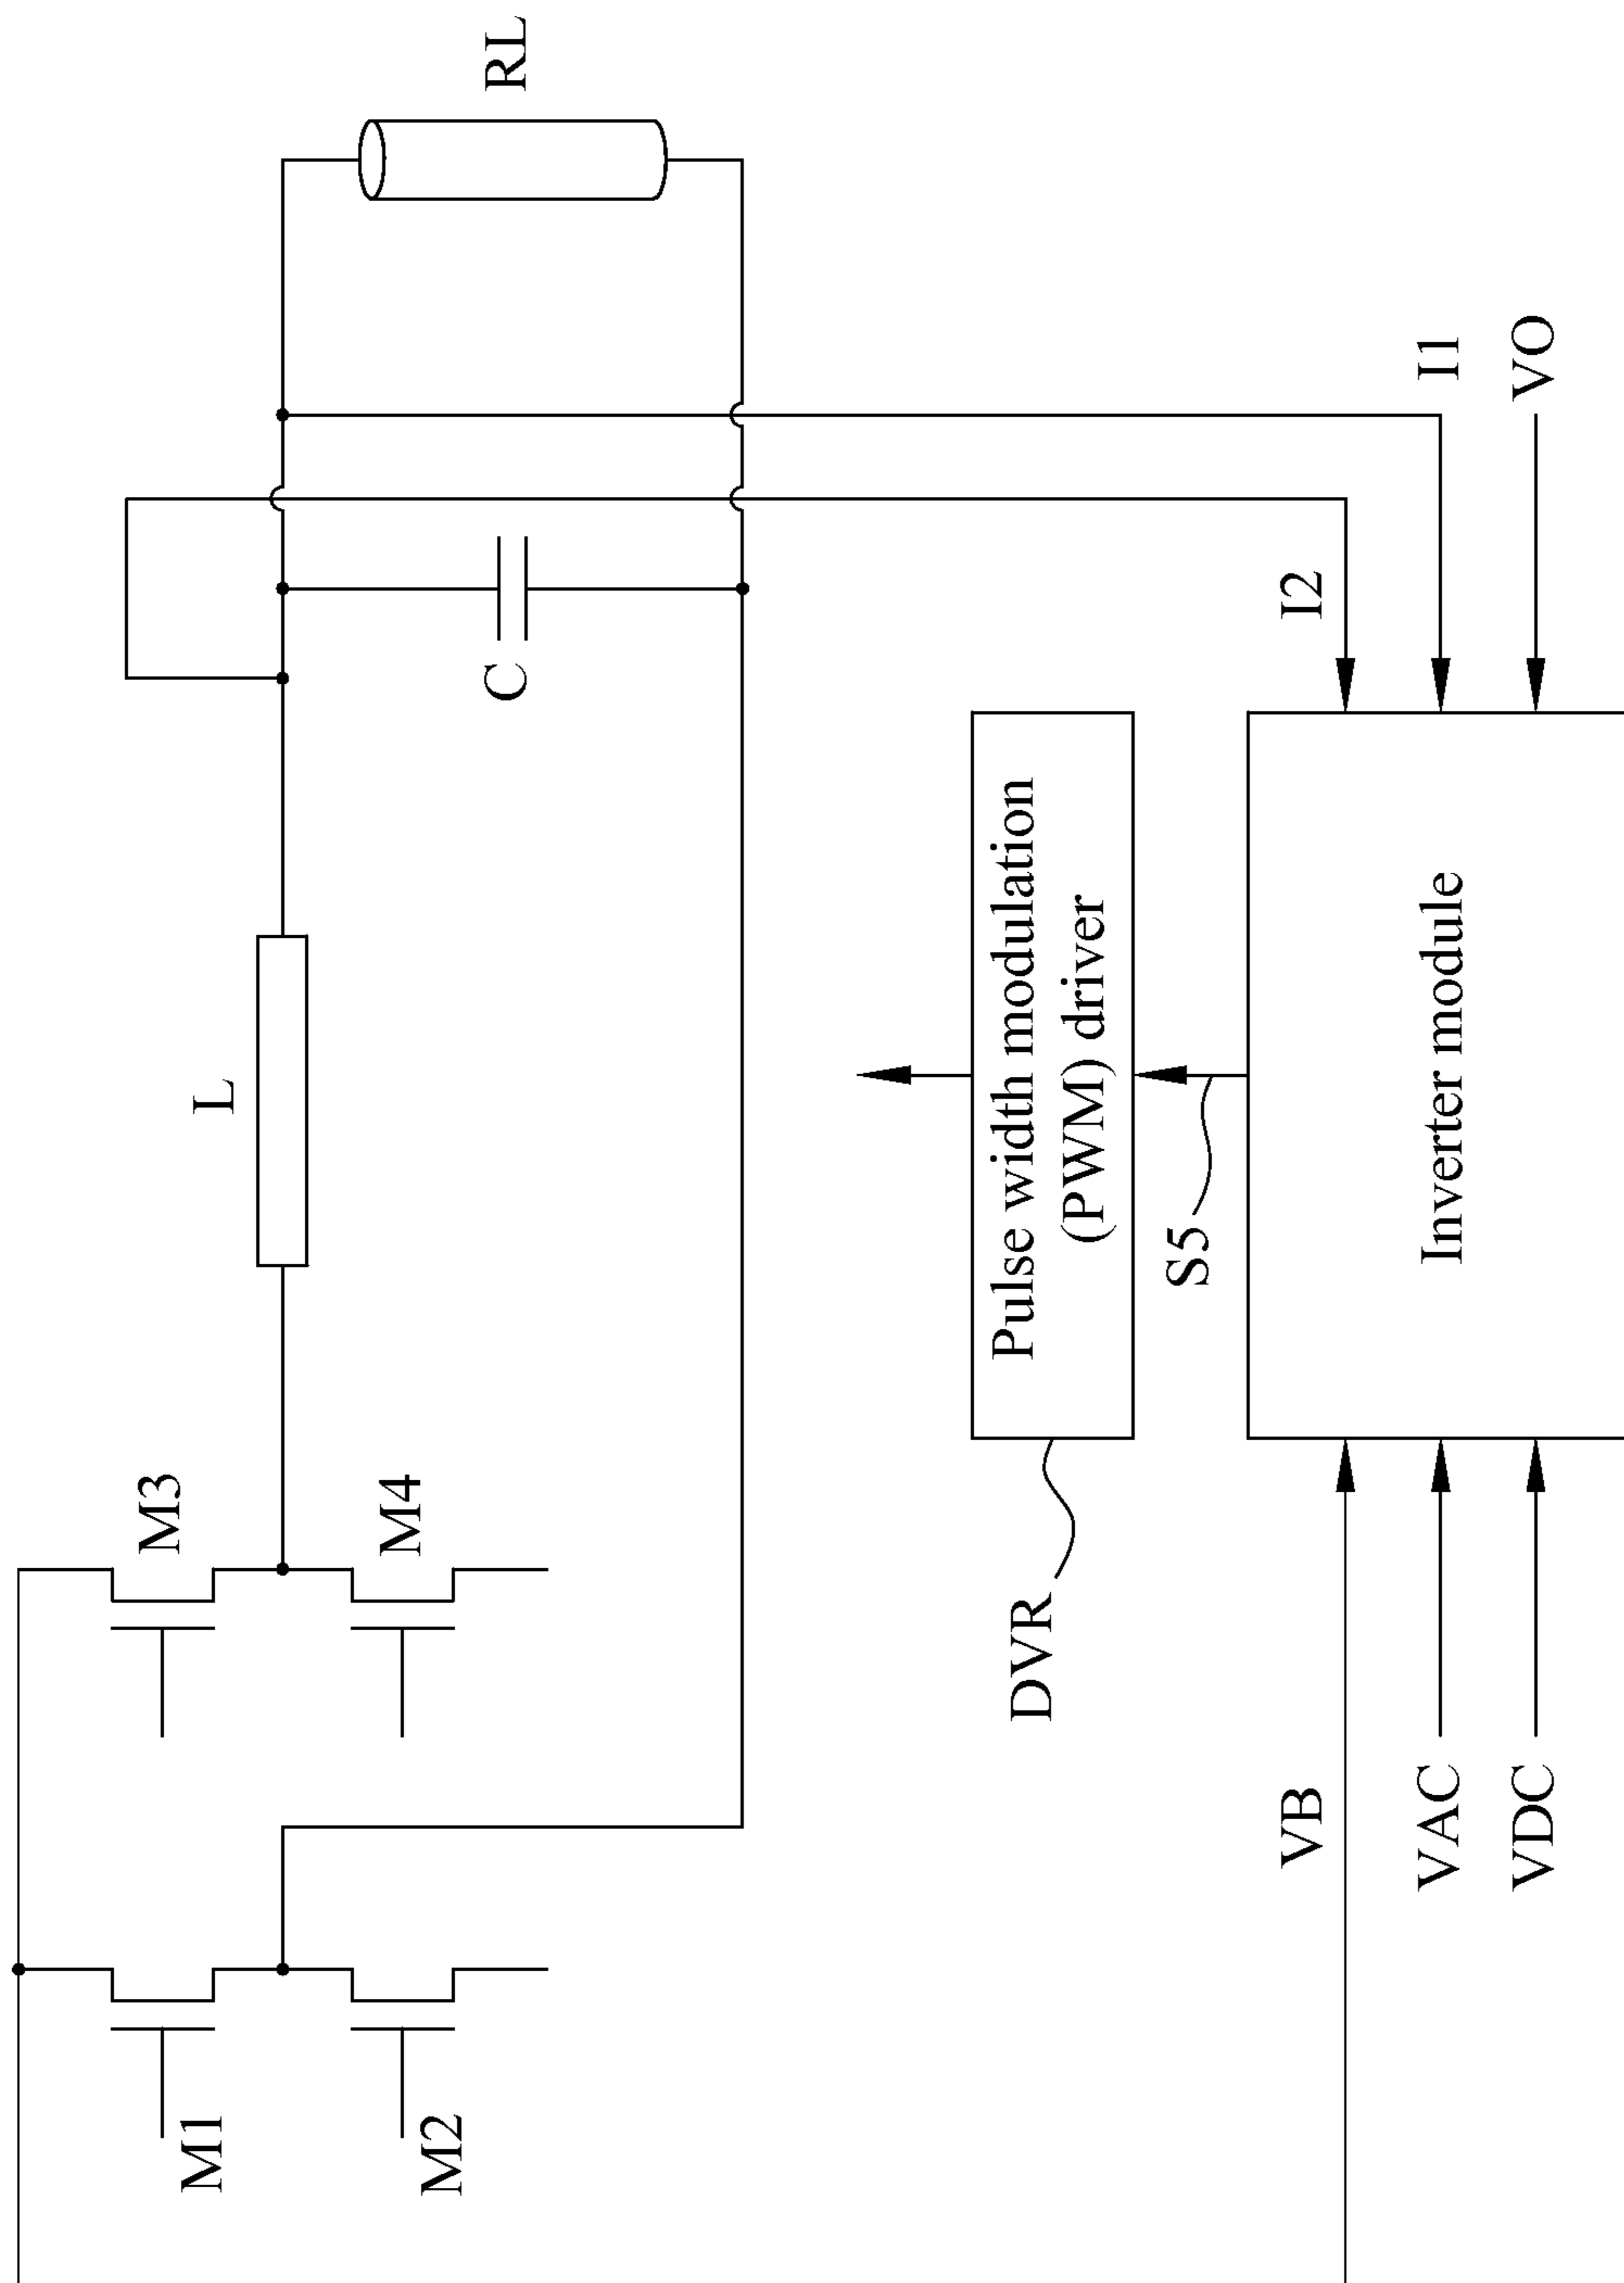 M1
M2
M3
M4
L
C
RL
DVR
Pulse width modulation
(PWM) driver
S5
VB
VAC
VDC
Inverter module
I2
I1
VO